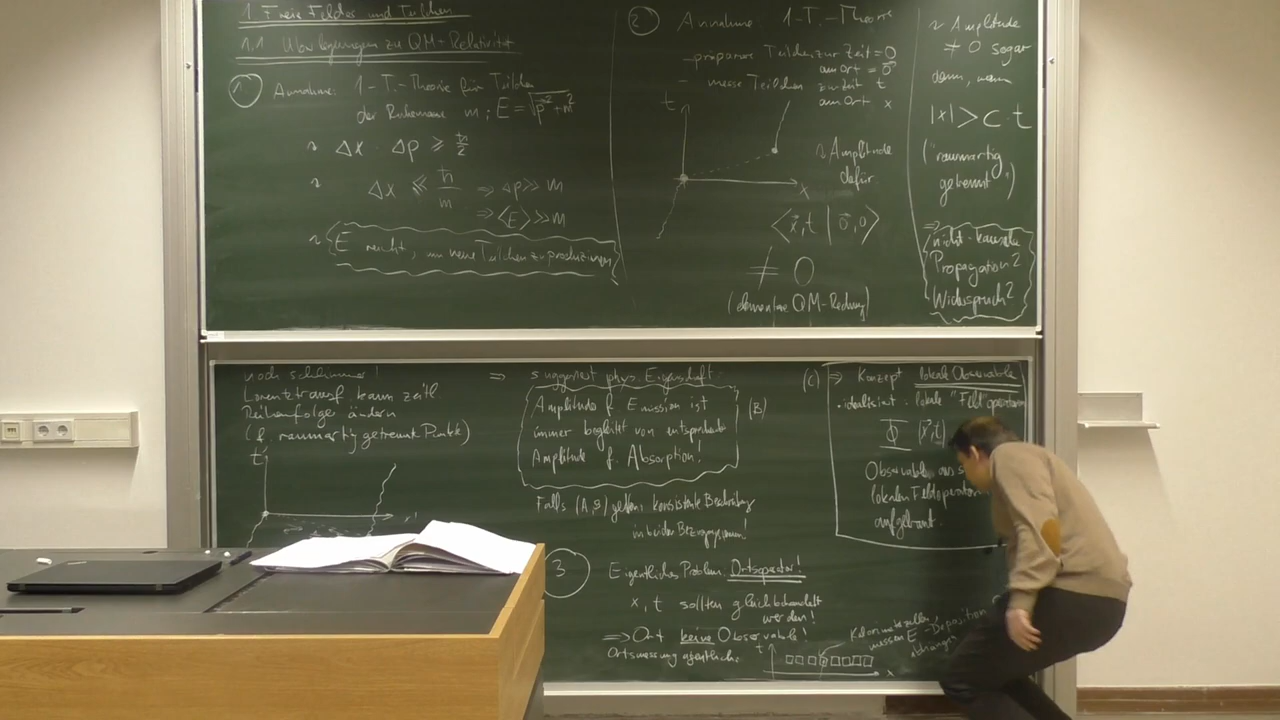 1. Freie Felder und Teilchen
1.1 Überlegungen zu QM-Relativität
① Annahme: 1-T.-Theorie für Teilchen
der Ruhemasse m; E = √p²+m²
~ Δx · Δp ≥ ħ/2
~ Δx ≤ ħ/m ⇒ Δp >> m
⇒ ⟨E⟩ >> m
~ E reicht, um neue Teilchen zu produzieren
② Annahme: 1-T.-Theorie
- präpariere Teilchen zur Zeit = 0
am Ort = 0
- messe Teilchen zur Zeit t
am Ort x
t
x
~ Amplitude
dafür
⟨x⃗,t | 0⃗,0⟩
≠ 0
(elementare QM-Rechnung)
~ Amplitude
≠ 0 sogar
dann, wenn
|x| > c·t
("raumartig
getrennt")
⇒
nicht-kausale
Propagation?
Widerspruch?
noch schlimmer!
Lorentztransf. kann zeitl.
Reihenfolge ändern
(f. raumartig getrennte Punkte)
t
⇒ suggeriert phys. Eigenschaft
Amplitude f. Emission ist
immer begleitet von entsprechender
Amplitude f. Absorption!
(B)
Falls (A,B) gelten konsistente Beschreibung
in beiden Bezugssystemen!
3 Eigentliches Problem: Ortsoperator!
x, t sollten gleichbehandelt
werden!
⇒ Ort keine Observable!
Ortsmessung eigentlich:
t
x
Kalorimeterzellen
messen E-Deposition
abhängig
(C) ⇒ Konzept lokale Observable
· idealisiert: lokale "Feld"operatoren
Φ (x⃗,t)
Observable aus
lokalen Feldoperatoren
aufgebaut.